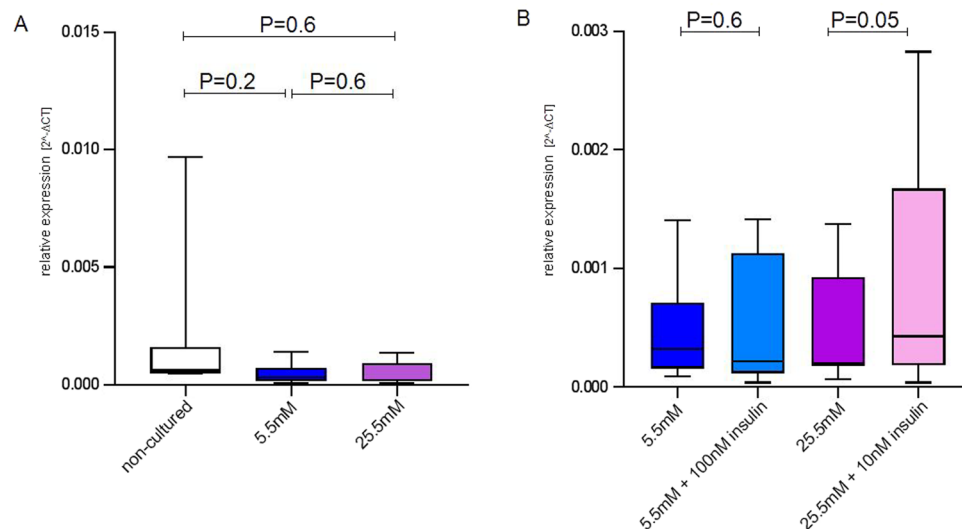 A
relative expression [2^-ΔCT]
0.015
0.010
0.005
0.000
P=0.6
P=0.2
P=0.6
non-cultured
5.5mM
25.5mM
B
relative expression [2^-ΔCT]
0.003
0.002
0.001
0.000
P=0.6
P=0.05
5.5mM
5.5mM + 100nM insulin
25.5mM
25.5mM + 10nM insulin